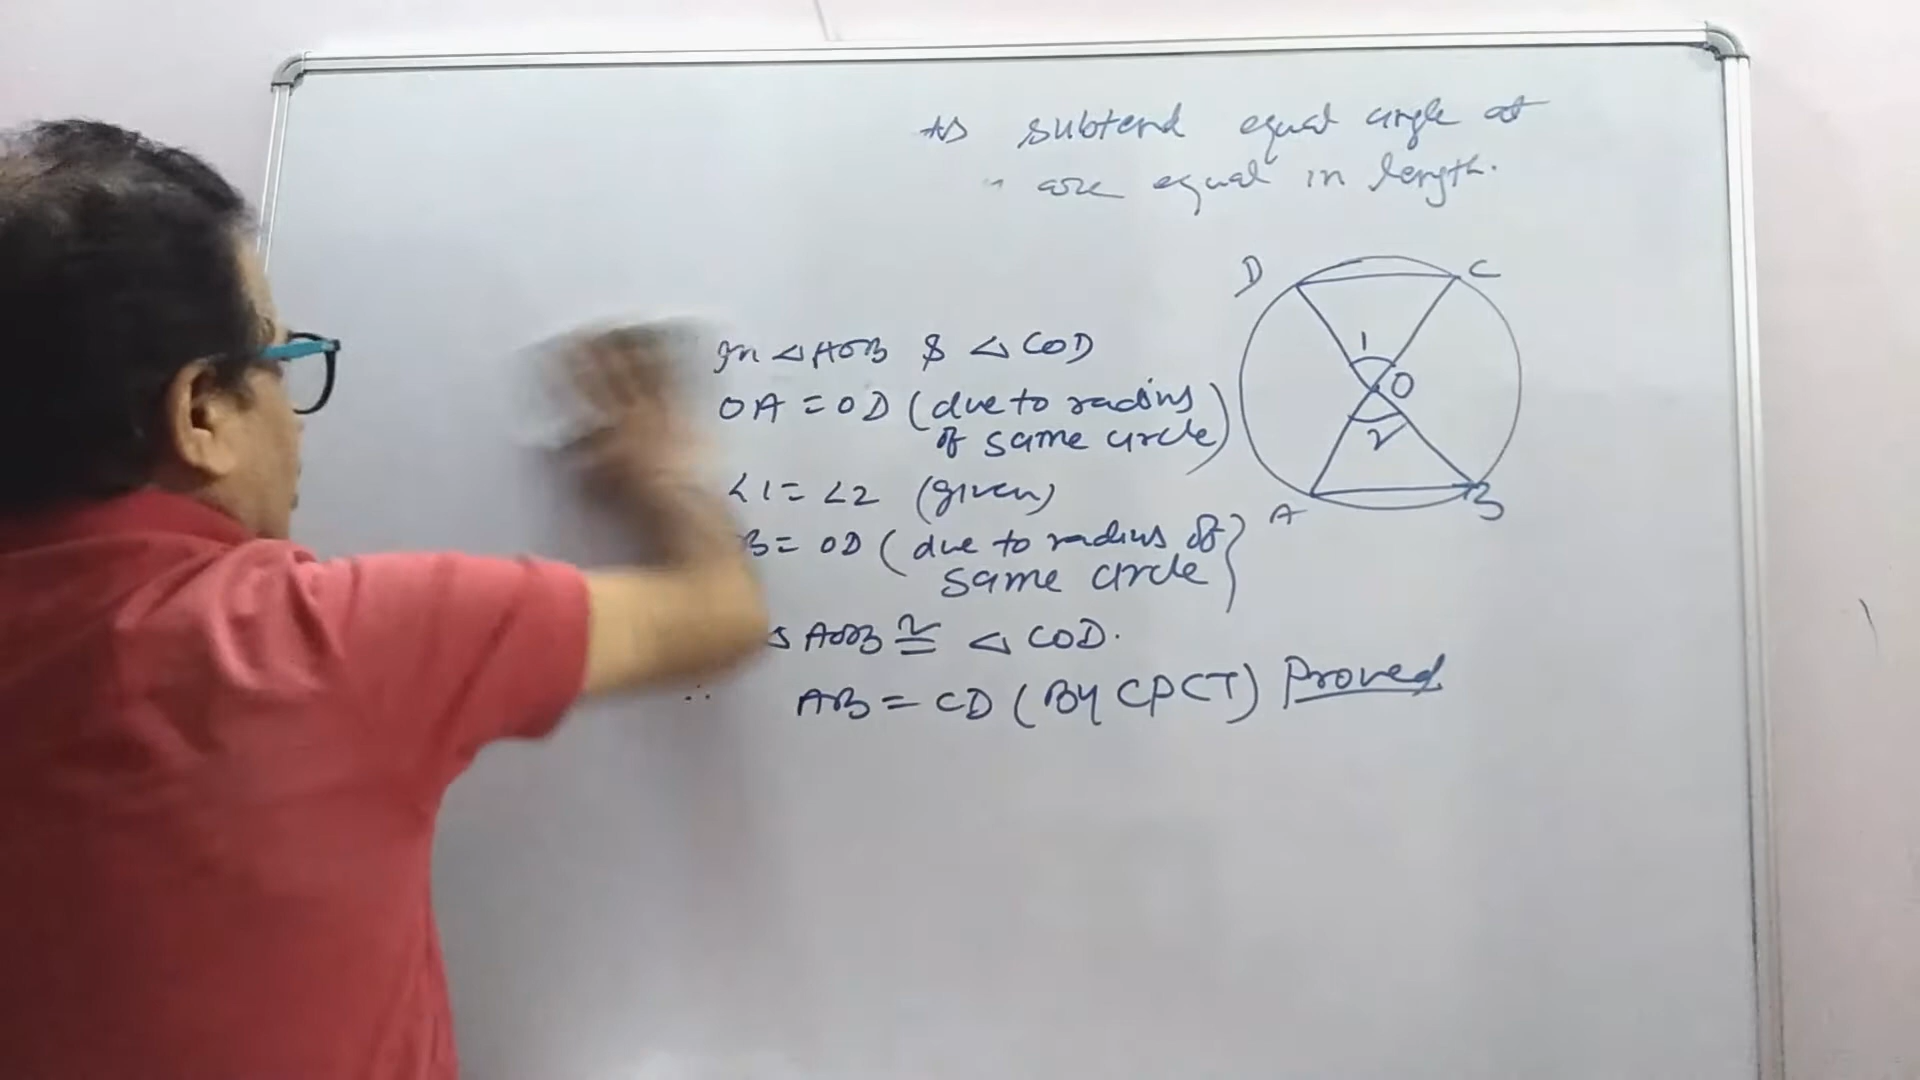 subtend equal angle at
are equal in length.
D C
In △AOB & △COD
1
OA = OD (due to radius
of same circle)
O
2
∠1 = ∠2 (given)
A B
B = OD (due to radius of
same circle)
AOB ≅ △COD.
∴ AB = CD (By CPCT) Proved